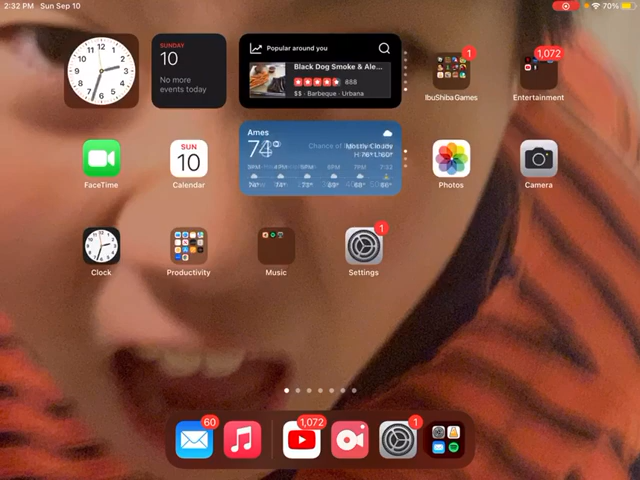 2:32 PM Sun Sep 10
70%
SUNDAY
10
No more
events today
Popular around you
Black Dog Smoke & Ale...
888
$$ · Barbeque · Urbana
1
IbuShiba Games
1,072
Entertainment
FaceTime
SUN
10
Calendar
Ames
74°
Mostly Cloudy
Photos
Camera
Clock
Productivity
Music
1
Settings
60
1,072
1